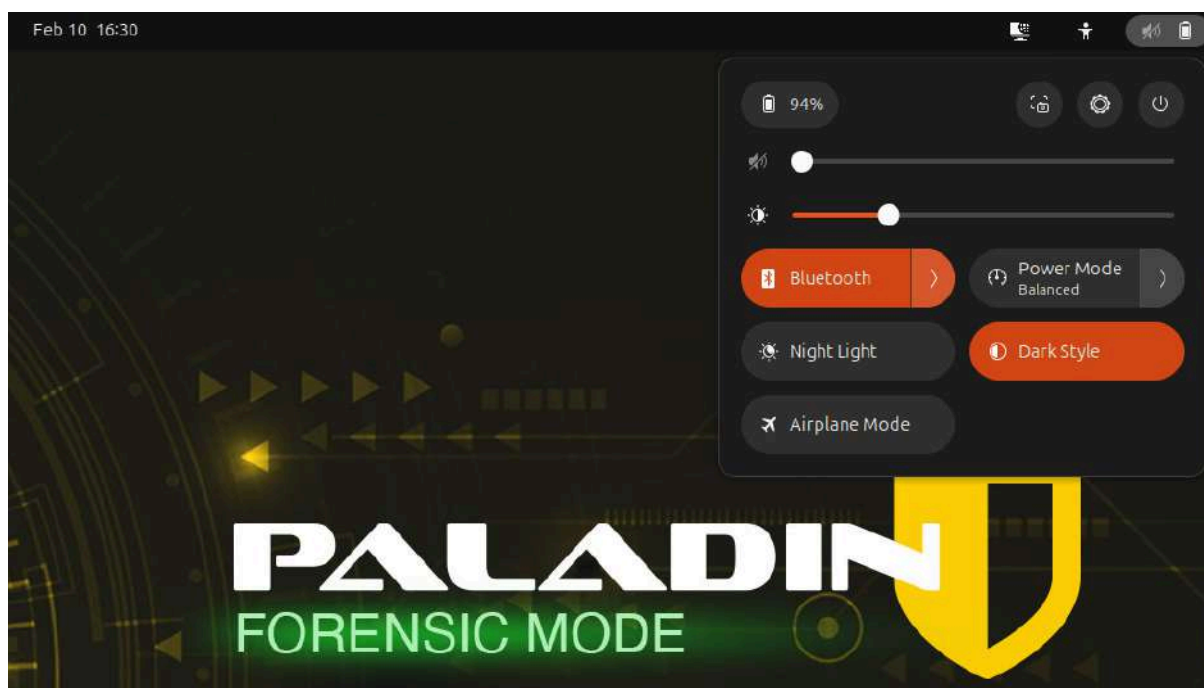 Feb 10 16:30
94%
Bluetooth
Power Mode
Balanced
Night Light
Dark Style
Airplane Mode
PALADIN
FORENSIC MODE